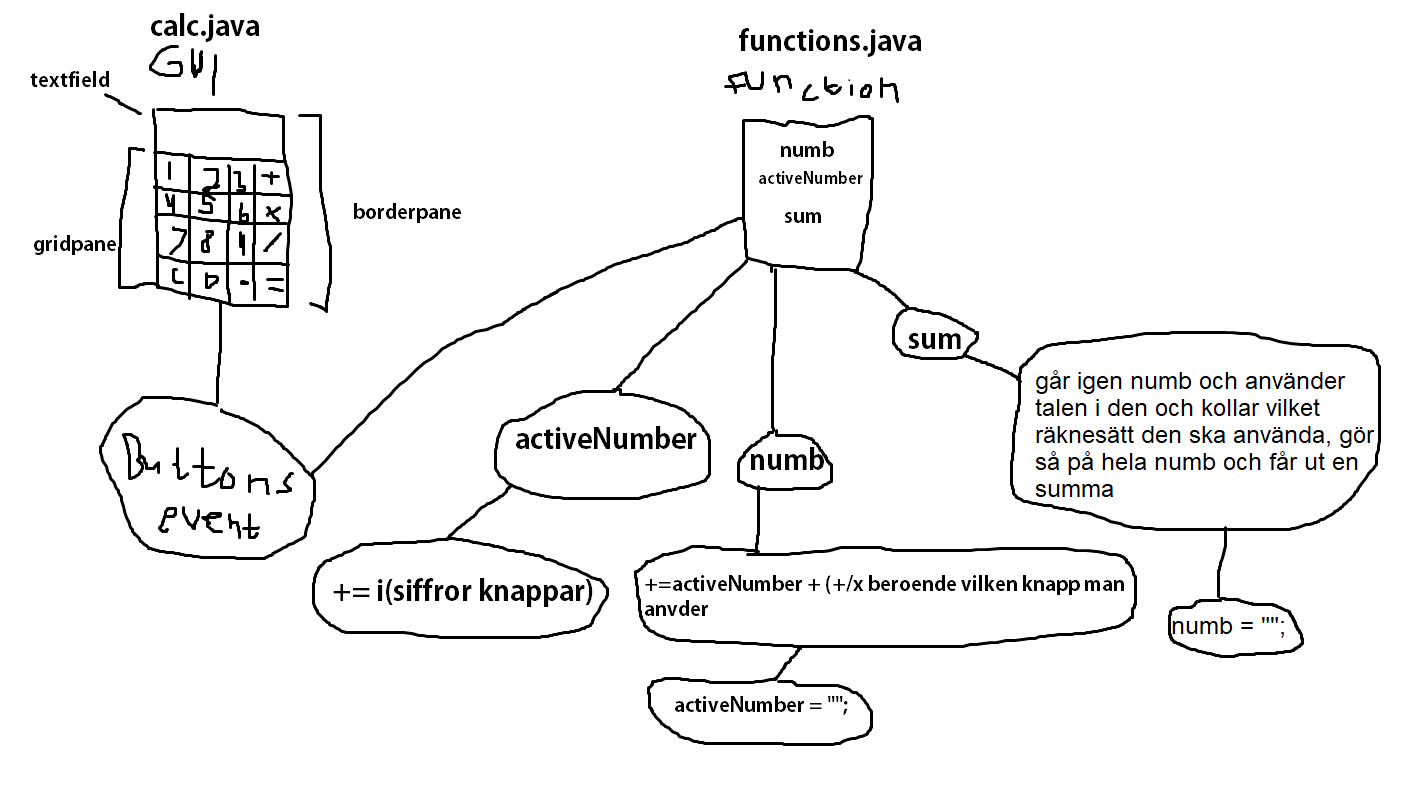 calc.java
GUI
textfield
1 2 3 +
4 5 6 x
7 8 9 /
C 0 - =
gridpane
borderpane
Buttons
event
functions.java
function
numb
activeNumber
sum
activeNumber
+= i(siffror knappar)
numb
+=activeNumber + (+/x beroende vilken knapp man
anvder
activeNumber = "";
sum
går igen numb och använder
talen i den och kollar vilket
räknesätt den ska använda, gör
så på hela numb och får ut en
summa
numb = "";